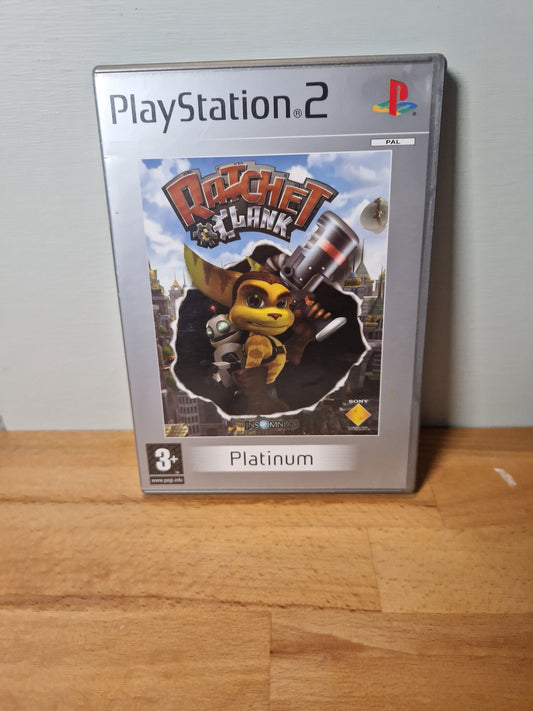 PlayStation®2
PAL
RATCHET
CLANK
SONY
INSOMNIAC
3+
www.pegi.info
Platinum